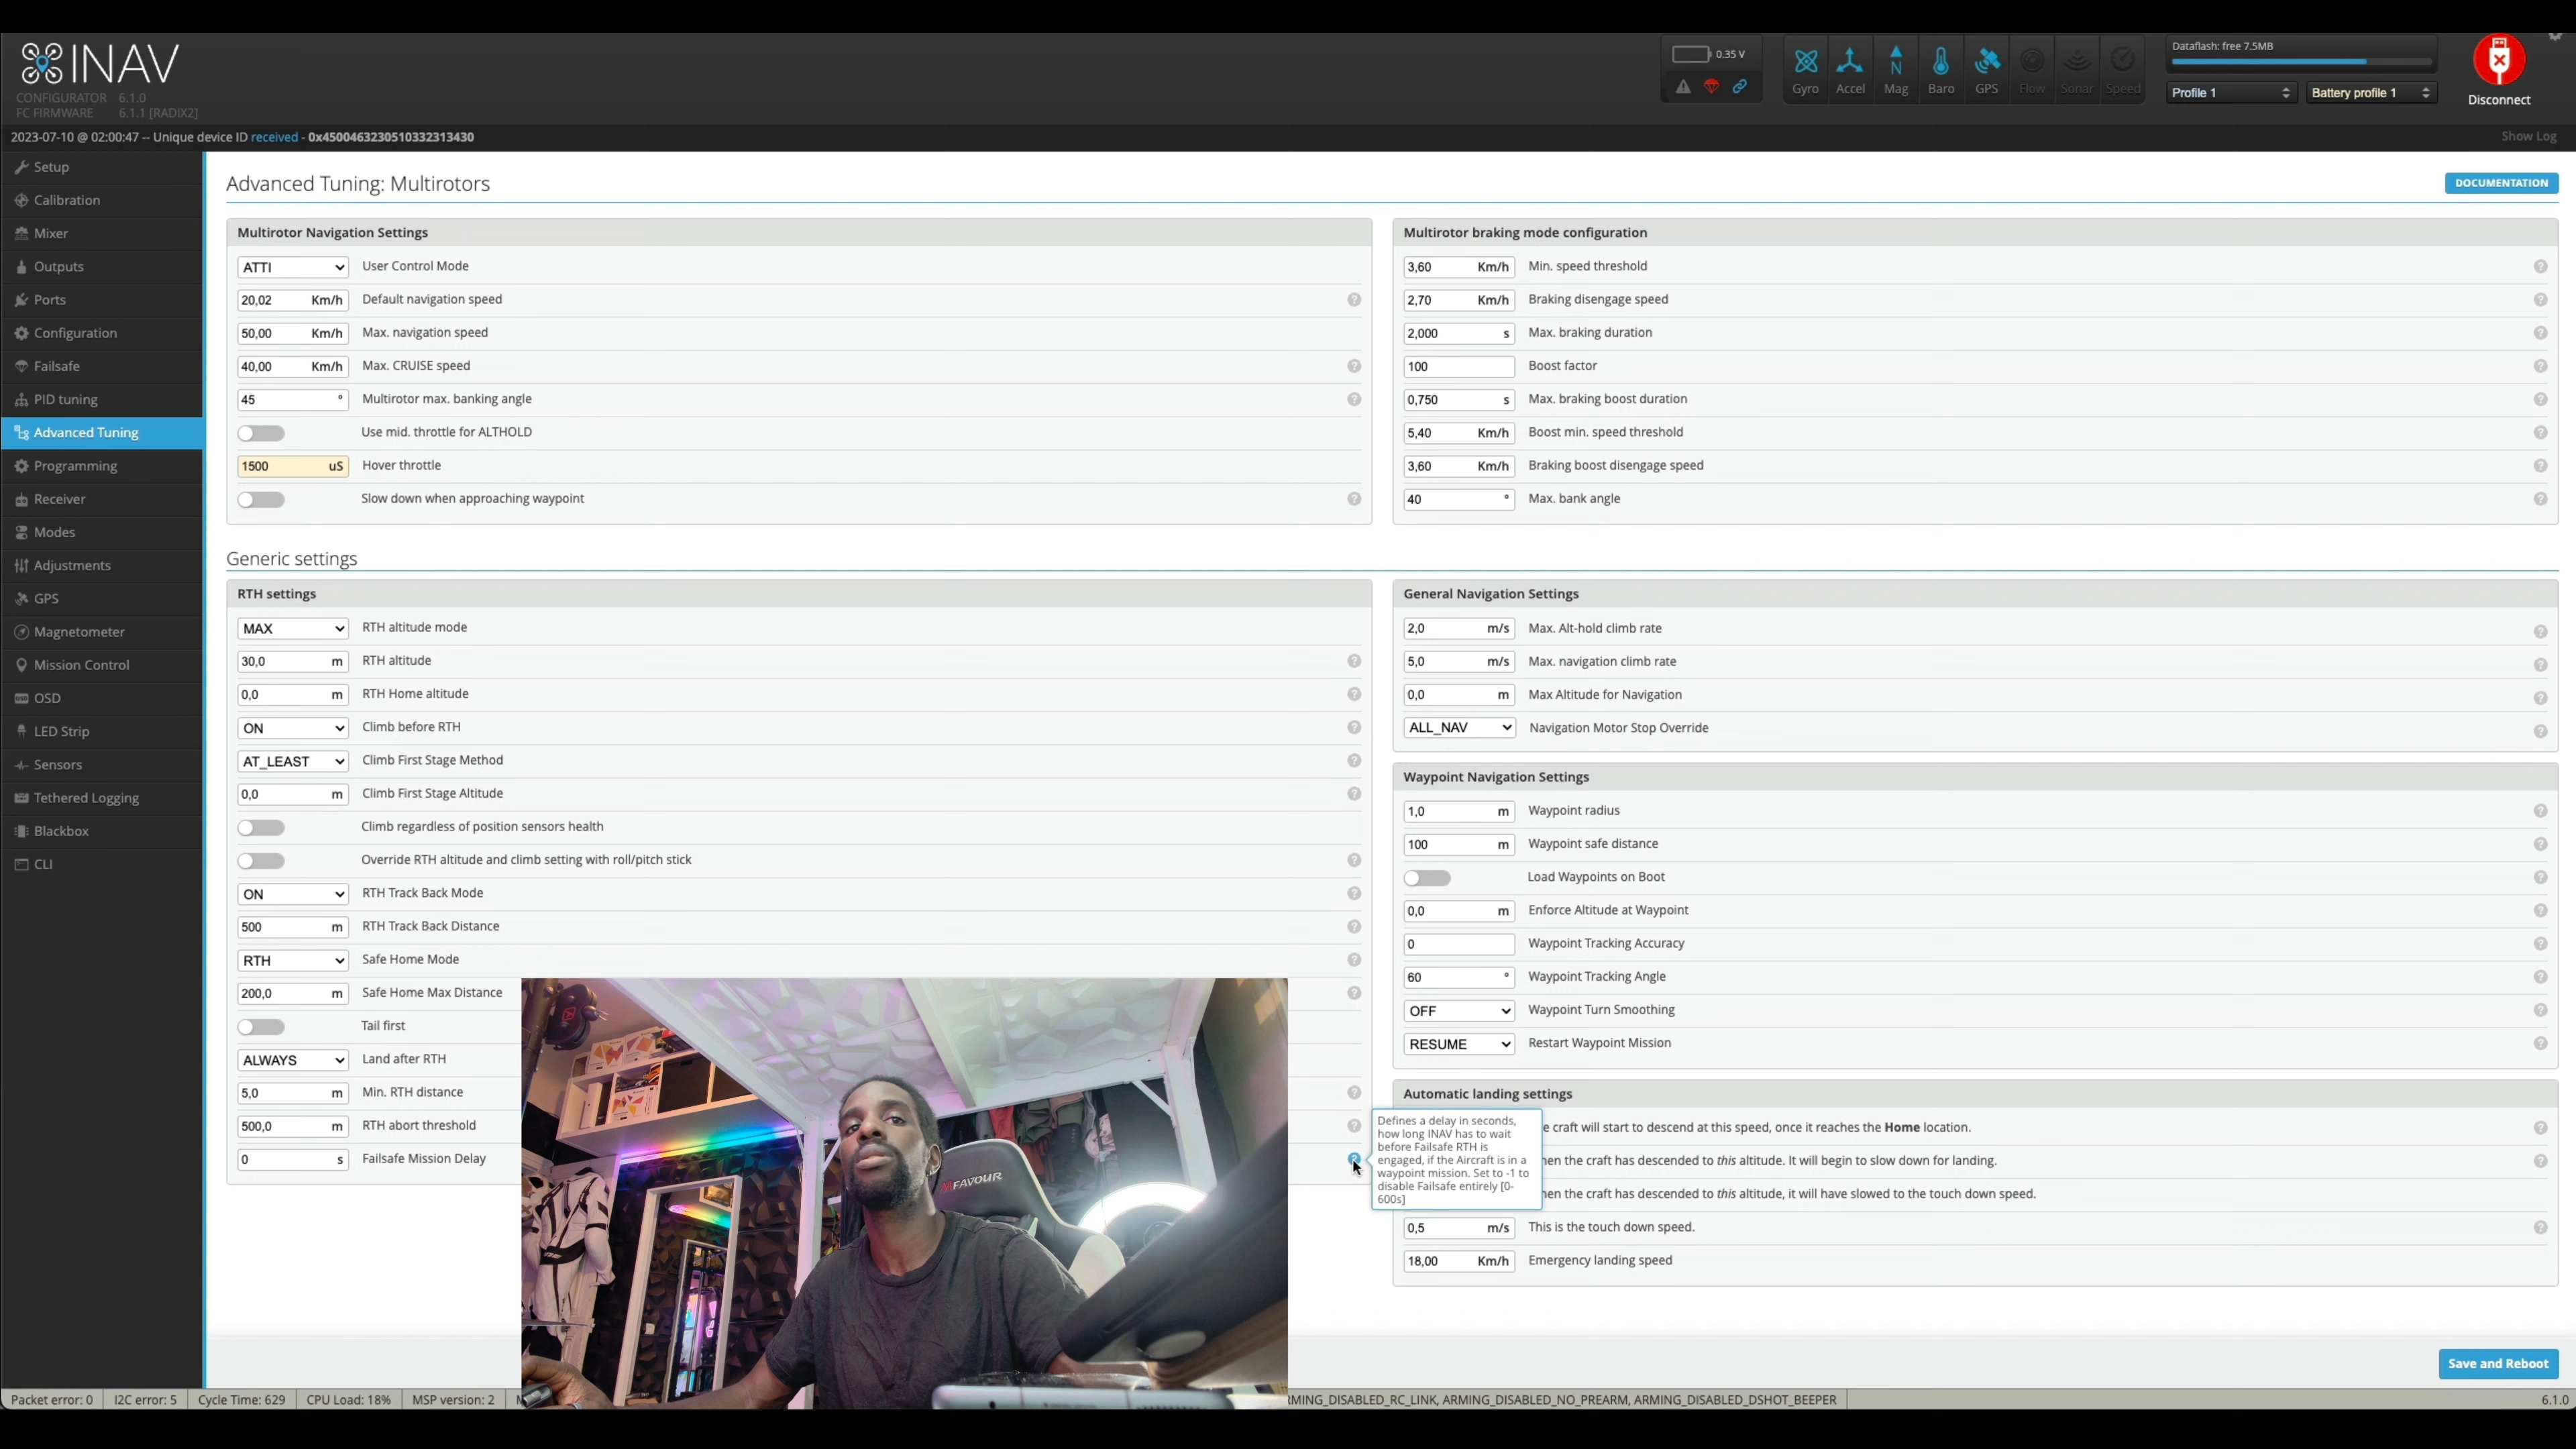 INAV
CONFIGURATOR 6.1.0
FC FIRMWARE 6.1.1 [RADIX2]
0.35 V
Gyro Accel Mag Baro GPS Flow Sonar Speed
Dataflash: free 7.5MB
Profile 1 Battery profile 1
Disconnect
2023-07-10 @ 02:00:47 -- Unique device ID received - 0x4500463230510332313430
Show Log
Setup
Calibration
Mixer
Outputs
Ports
Configuration
Failsafe
PID tuning
Advanced Tuning
Programming
Receiver
Modes
Adjustments
GPS
Magnetometer
Mission Control
OSD
LED Strip
Sensors
Tethered Logging
Blackbox
CLI
Advanced Tuning: Multirotors
DOCUMENTATION
Multirotor Navigation Settings
ATTI User Control Mode
20,02 Km/h Default navigation speed
50,00 Km/h Max. navigation speed
40,00 Km/h Max. CRUISE speed
45 ° Multirotor max. banking angle
Use mid. throttle for ALTHOLD
1500 uS Hover throttle
Slow down when approaching waypoint
Multirotor braking mode configuration
3,60 Km/h Min. speed threshold
2,70 Km/h Braking disengage speed
2,000 s Max. braking duration
100 Boost factor
0,750 s Max. braking boost duration
5,40 Km/h Boost min. speed threshold
3,60 Km/h Braking boost disengage speed
40 ° Max. bank angle
Generic settings
RTH settings
MAX RTH altitude mode
30,0 m RTH altitude
0,0 m RTH Home altitude
ON Climb before RTH
AT_LEAST Climb First Stage Method
0,0 m Climb First Stage Altitude
Climb regardless of position sensors health
Override RTH altitude and climb setting with roll/pitch stick
ON RTH Track Back Mode
500 m RTH Track Back Distance
RTH Safe Home Mode
200,0 m Safe Home Max Distance
Tail first
ALWAYS Land after RTH
5,0 m Min. RTH distance
500,0 m RTH abort threshold
0 s Failsafe Mission Delay
General Navigation Settings
2,0 m/s Max. Alt-hold climb rate
5,0 m/s Max. navigation climb rate
0,0 m Max Altitude for Navigation
ALL_NAV Navigation Motor Stop Override
Waypoint Navigation Settings
1,0 m Waypoint radius
100 m Waypoint safe distance
Load Waypoints on Boot
0,0 m Enforce Altitude at Waypoint
0 Waypoint Tracking Accuracy
60 ° Waypoint Tracking Angle
OFF Waypoint Turn Smoothing
RESUME Restart Waypoint Mission
Automatic landing settings
e craft will start to descend at this speed, once it reaches the Home location.
hen the craft has descended to this altitude. It will begin to slow down for landing.
hen the craft has descended to this altitude, it will have slowed to the touch down speed.
0,5 m/s This is the touch down speed.
18,00 Km/h Emergency landing speed
Defines a delay in seconds,
how long INAV has to wait
before Failsafe RTH is
engaged, if the Aircraft is in a
waypoint mission. Set to -1 to
disable Failsafe entirely [0-
600s]
FAVOUR
Save and Reboot
Packet error: 0 I2C error: 5 Cycle Time: 629 CPU Load: 18% MSP version: 2
RMING_DISABLED_RC_LINK, ARMING_DISABLED_NO_PREARM, ARMING_DISABLED_DSHOT_BEEPER
6.1.0